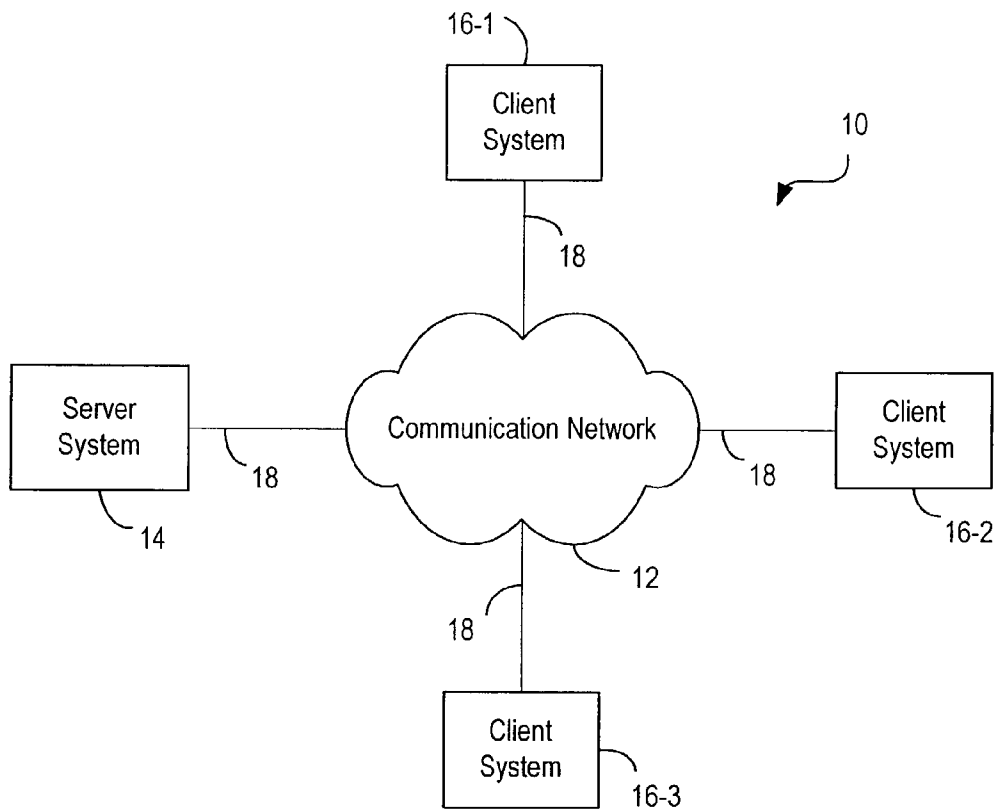 16-1
Client
System
10
18
Server
System
18
14
Communication Network
18
Client
System
16-2
12
18
Client
System
16-3